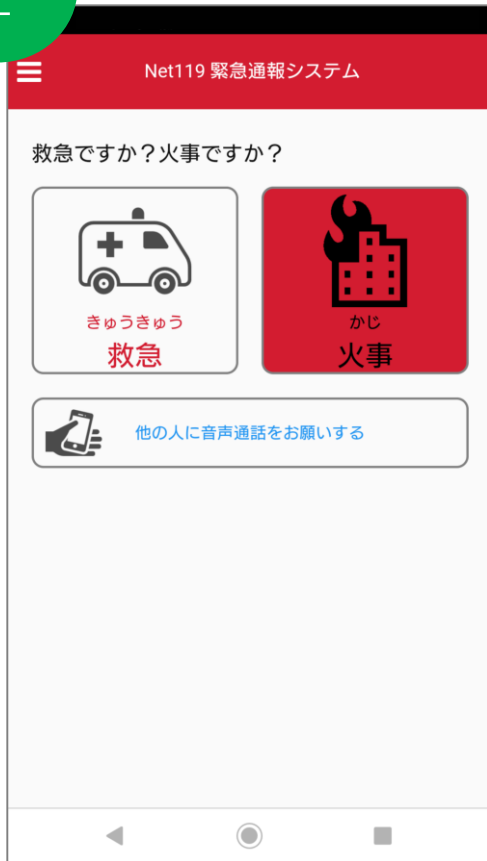 Net119 緊急通報システム
救急ですか？火事ですか？
きゅうきゅう
救急
かじ
火事
他の人に音声通話をお願いする